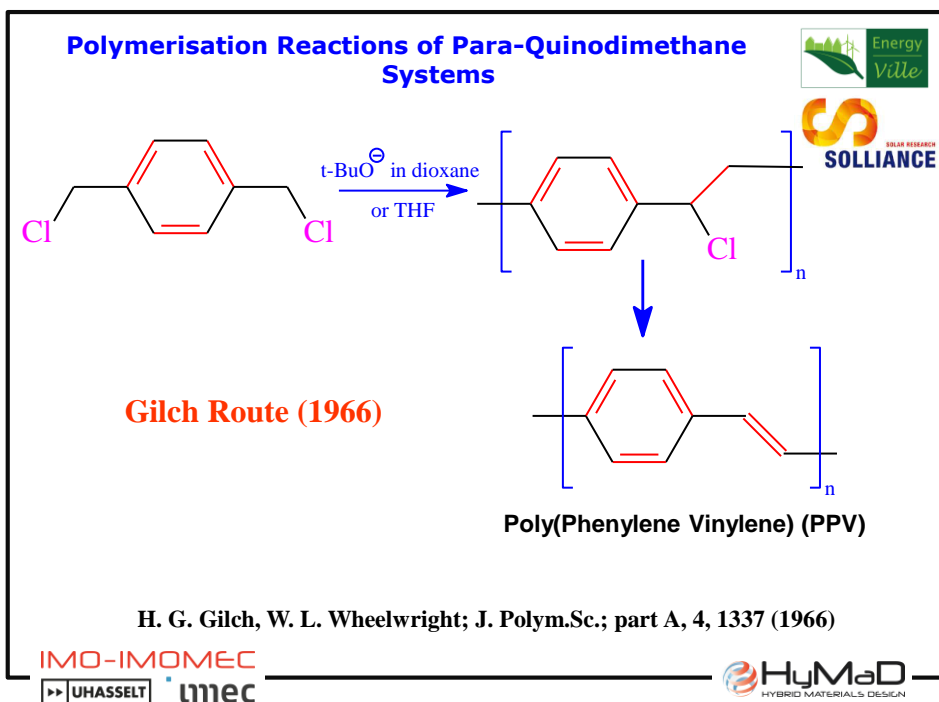 Polymerisation Reactions of Para-Quinodimethane
Systems
Energy
Ville
SOLAR RESEARCH
SOLLIANCE
t-BuO⊖ in dioxane
or THF
Cl
Cl
Cl
n
Gilch Route (1966)
n
Poly(Phenylene Vinylene) (PPV)
H. G. Gilch, W. L. Wheelwright; J. Polym.Sc.; part A, 4, 1337 (1966)
IMO-IMOMEC
UHASSELT
imec
HyMaD
HYBRID MATERIALS DESIGN